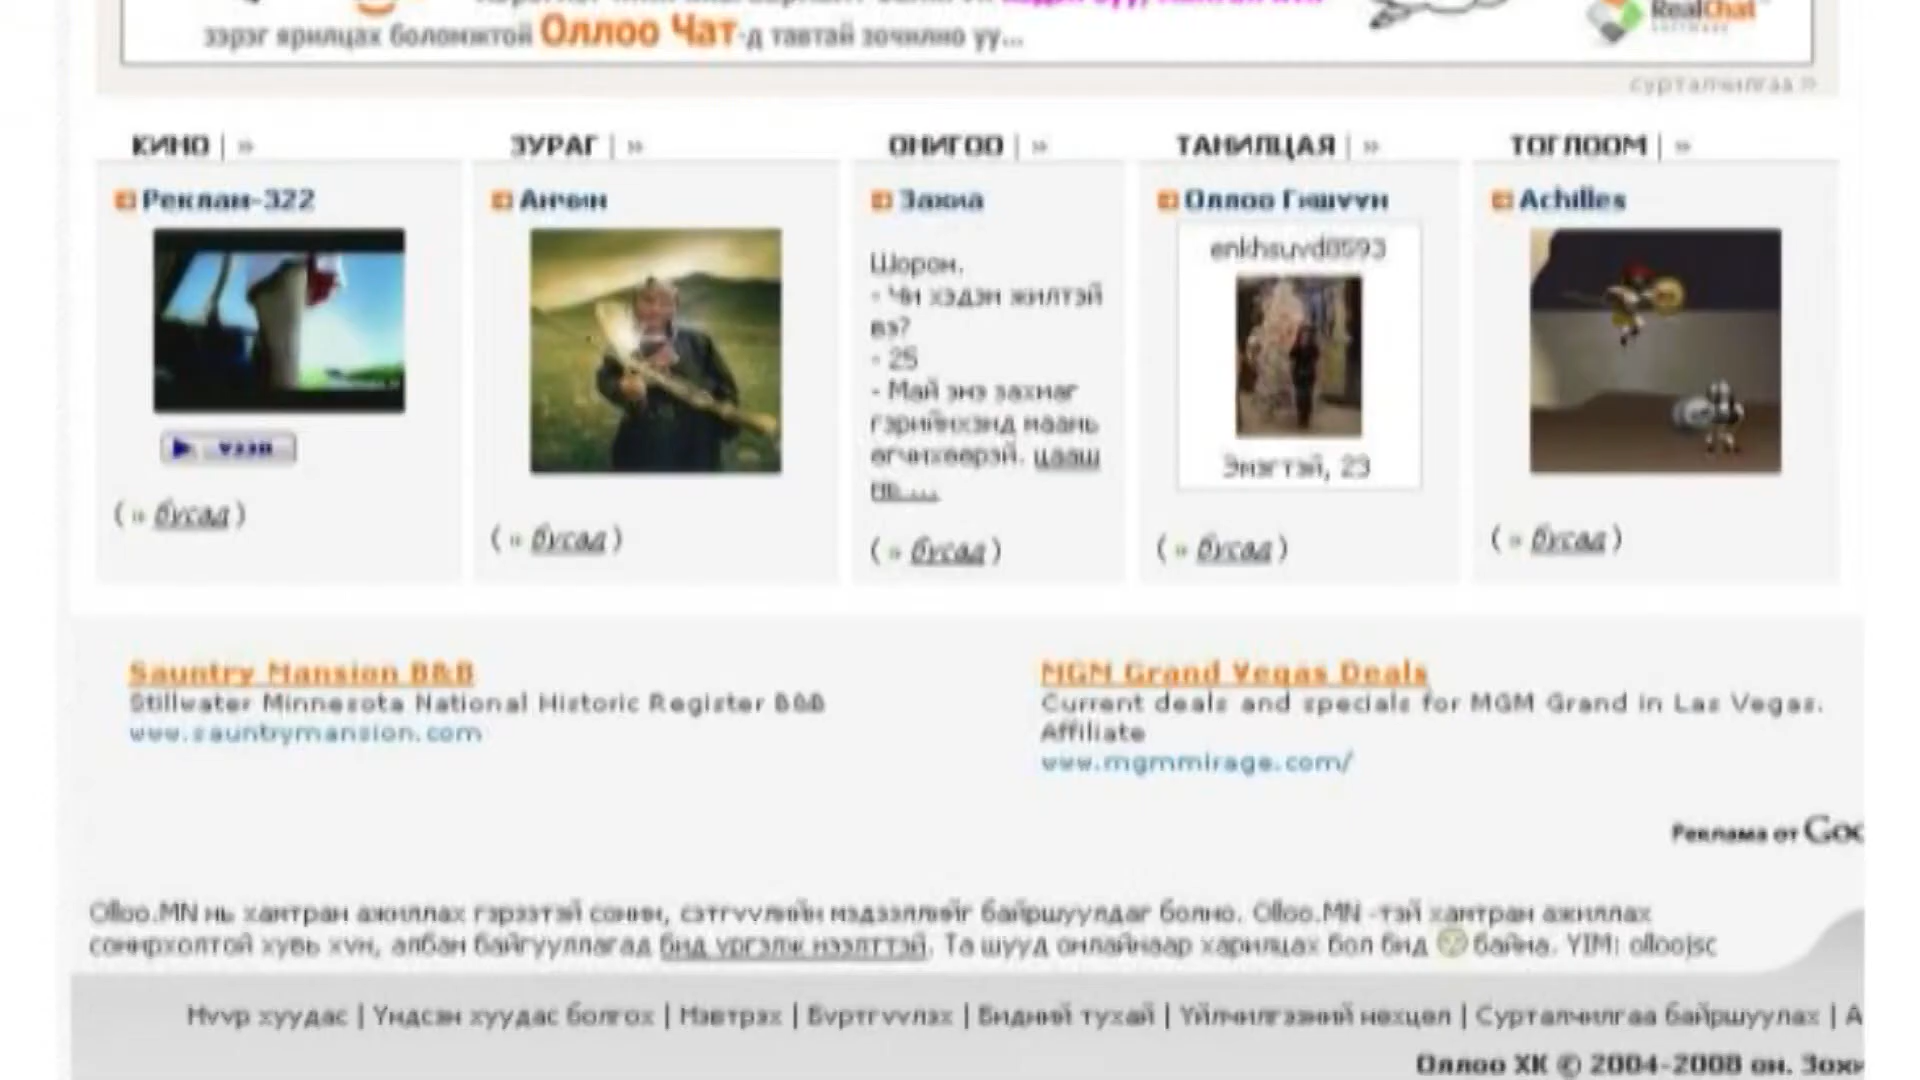 зэрэг ярилцах боломжтой Оллоо Чат-д тавтай зочилно уу...
RealChat
SOFTWARE
сурталчилгаа »
КИНО | »
ЗУРАГ | »
ОНИГОО | »
ТАНИЛЦАЯ | »
ТОГЛООМ | »
Реклам-322
үзэх
( » бусад )
Анчин
( » бусад )
Захиа
Шорон.
- Чи хэдэн жилтэй
вэ?
- 25
- Май энэ захиаг
гэрийнхэнд маань
өгчихөөрэй. цааш
нь ...
( » бусад )
Оллоо Гишүүн
enkhsuvd8593
Эмэгтэй, 23
( » бусад )
Achilles
( » бусад )
Sauntry Mansion B&B
Stillwater Minnesota National Historic Register B&B
www.sauntrymansion.com
MGM Grand Vegas Deals
Current deals and specials for MGM Grand in Las Vegas.
Affiliate
www.mgmmirage.com/
Реклама от Goo
Olloo.MN нь хамтран ажиллах гэрээтэй сонин, сэтгүүлийн мэдээллийг байршуулдаг болно. Olloo.MN -тэй хамтран ажиллах
сонирхолтой хувь хүн, албан байгууллагад бид үргэлж нээлттэй. Та шууд онлайнаар харилцах бол бид байна. YIM: olloojsc
Нүүр хуудас | Үндсэн хуудас болгох | Нэвтрэх | Бүртгүүлэх | Бидний тухай | Үйлчилгээний нөхцөл | Сурталчилгаа байршуулах | А
Оллоо ХК © 2004-2008 он. Зохи